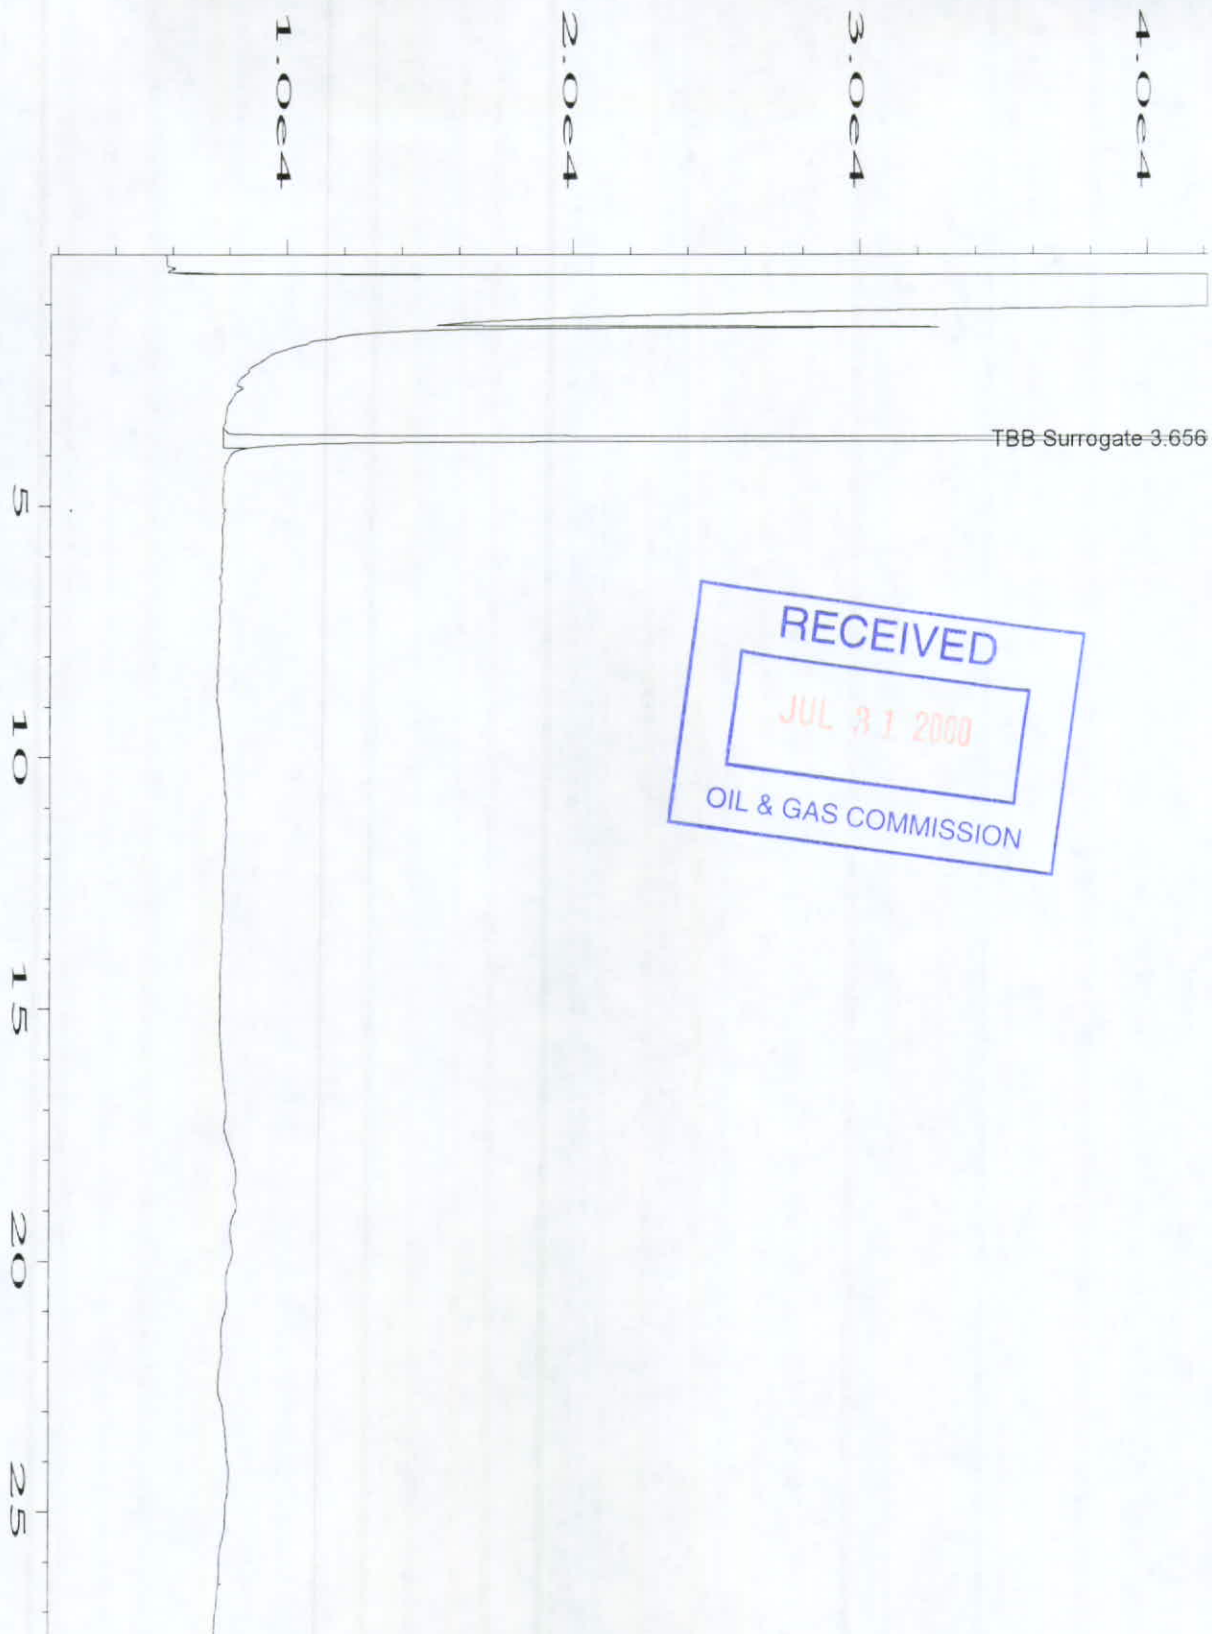 1.0e4
2.0e4
3.0e4
4.0e4
TBB Surrogate 3.656
5
10
15
20
25
RECEIVED
JUL 31 2000
OIL & GAS COMMISSION